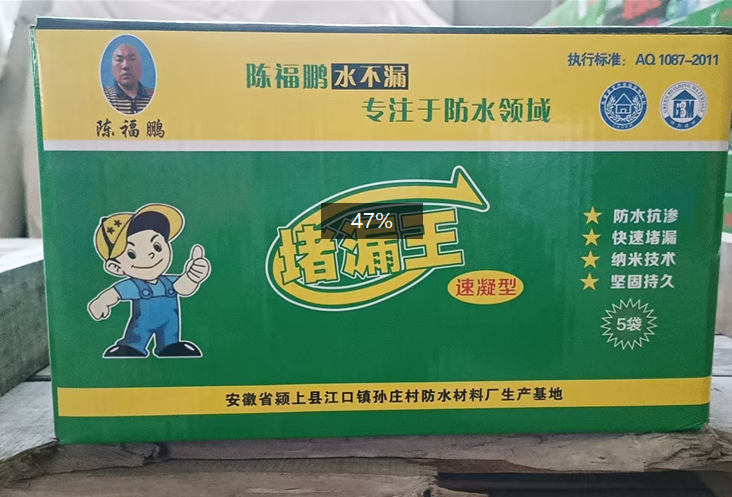 执行标准：AQ 1087-2011
陈福鹏水不漏
专注于防水领域
陈福鹏
47%
堵漏王
速凝型
防水抗渗
快速堵漏
纳米技术
坚固持久
5袋
安徽省颍上县江口镇孙庄村防水材料厂生产基地